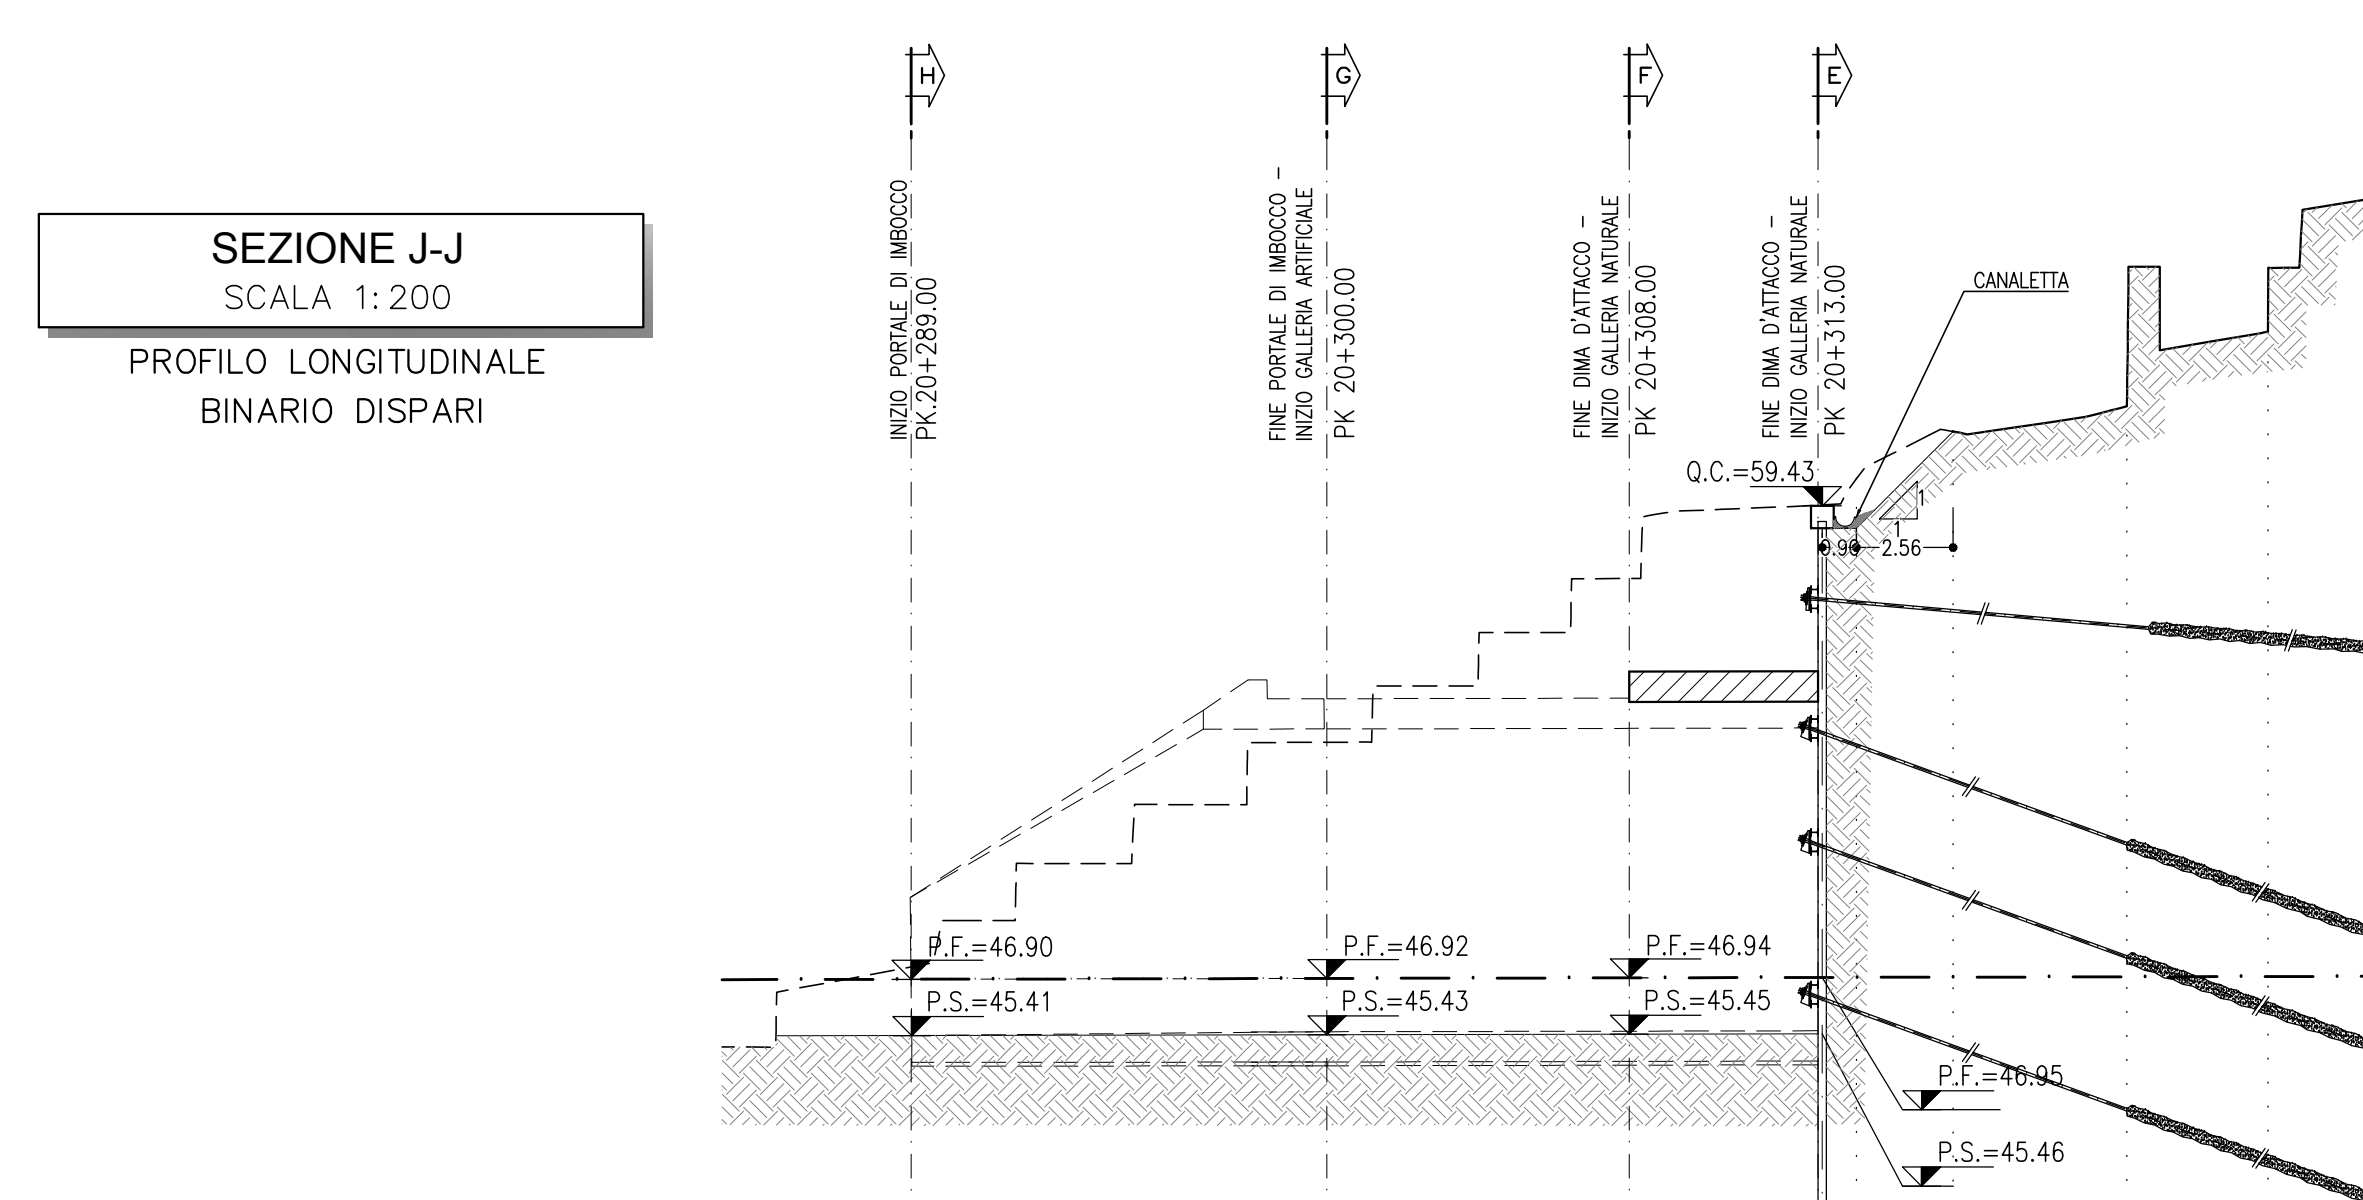 H
G
F
E
SEZIONE J-J
SCALA 1:200
PROFILO LONGITUDINALE
BINARIO DISPARI
INIZIO PORTALE DI IMBOCCO
PK.20+289.00
FINE PORTALE DI IMBOCCO -
INIZIO GALLERIA ARTIFICIALE
PK 20+300.00
FINE DIMA D'ATTACCO -
INIZIO GALLERIA NATURALE
PK 20+308.00
FINE DIMA D'ATTACCO -
INIZIO GALLERIA NATURALE
PK 20+313.00
CANALETTA
Q.C.=59.43
1
1
0.90
2.56
P.F.=46.90
P.F.=46.92
P.F.=46.94
P.S.=45.41
P.S.=45.43
P.S.=45.45
P.F.=46.95
P.S.=45.46